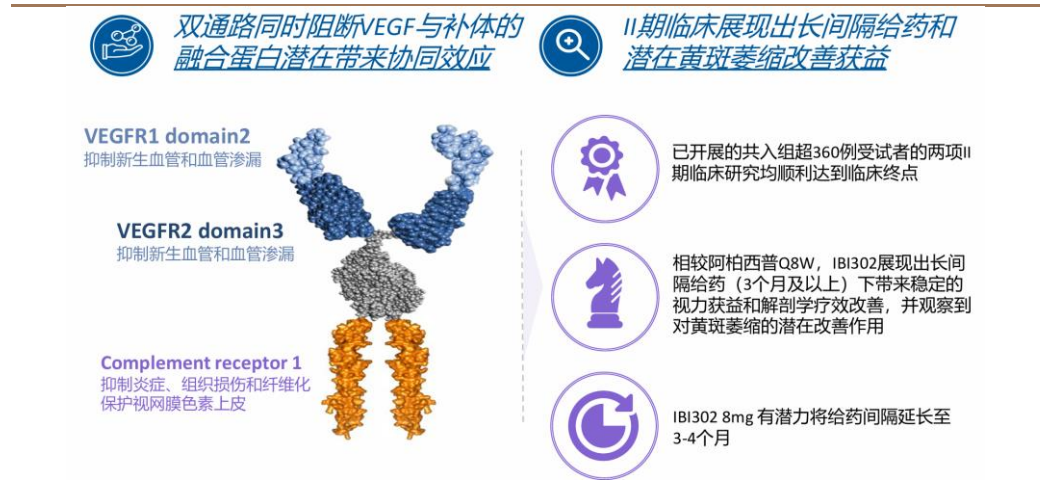 双通路同时阻断VEGF与补体的
融合蛋白潜在带来协同效应
VEGFR1 domain2
抑制新生血管和血管渗漏
VEGFR2 domain3
抑制新生血管和血管渗漏
Complement receptor 1
抑制炎症、组织损伤和纤维化
保护视网膜色素上皮
II期临床展现出长间隔给药和
潜在黄斑萎缩改善获益
已开展的共入组超360例受试者的两项II
期临床研究均顺利达到临床终点
相较阿柏西普Q8W，IBI302展现出长间
隔给药（3个月及以上）下带来稳定的
视力获益和解剖学疗效改善，并观察到
对黄斑萎缩的潜在改善作用
IBI302 8mg 有潜力将给药间隔延长至
3-4个月